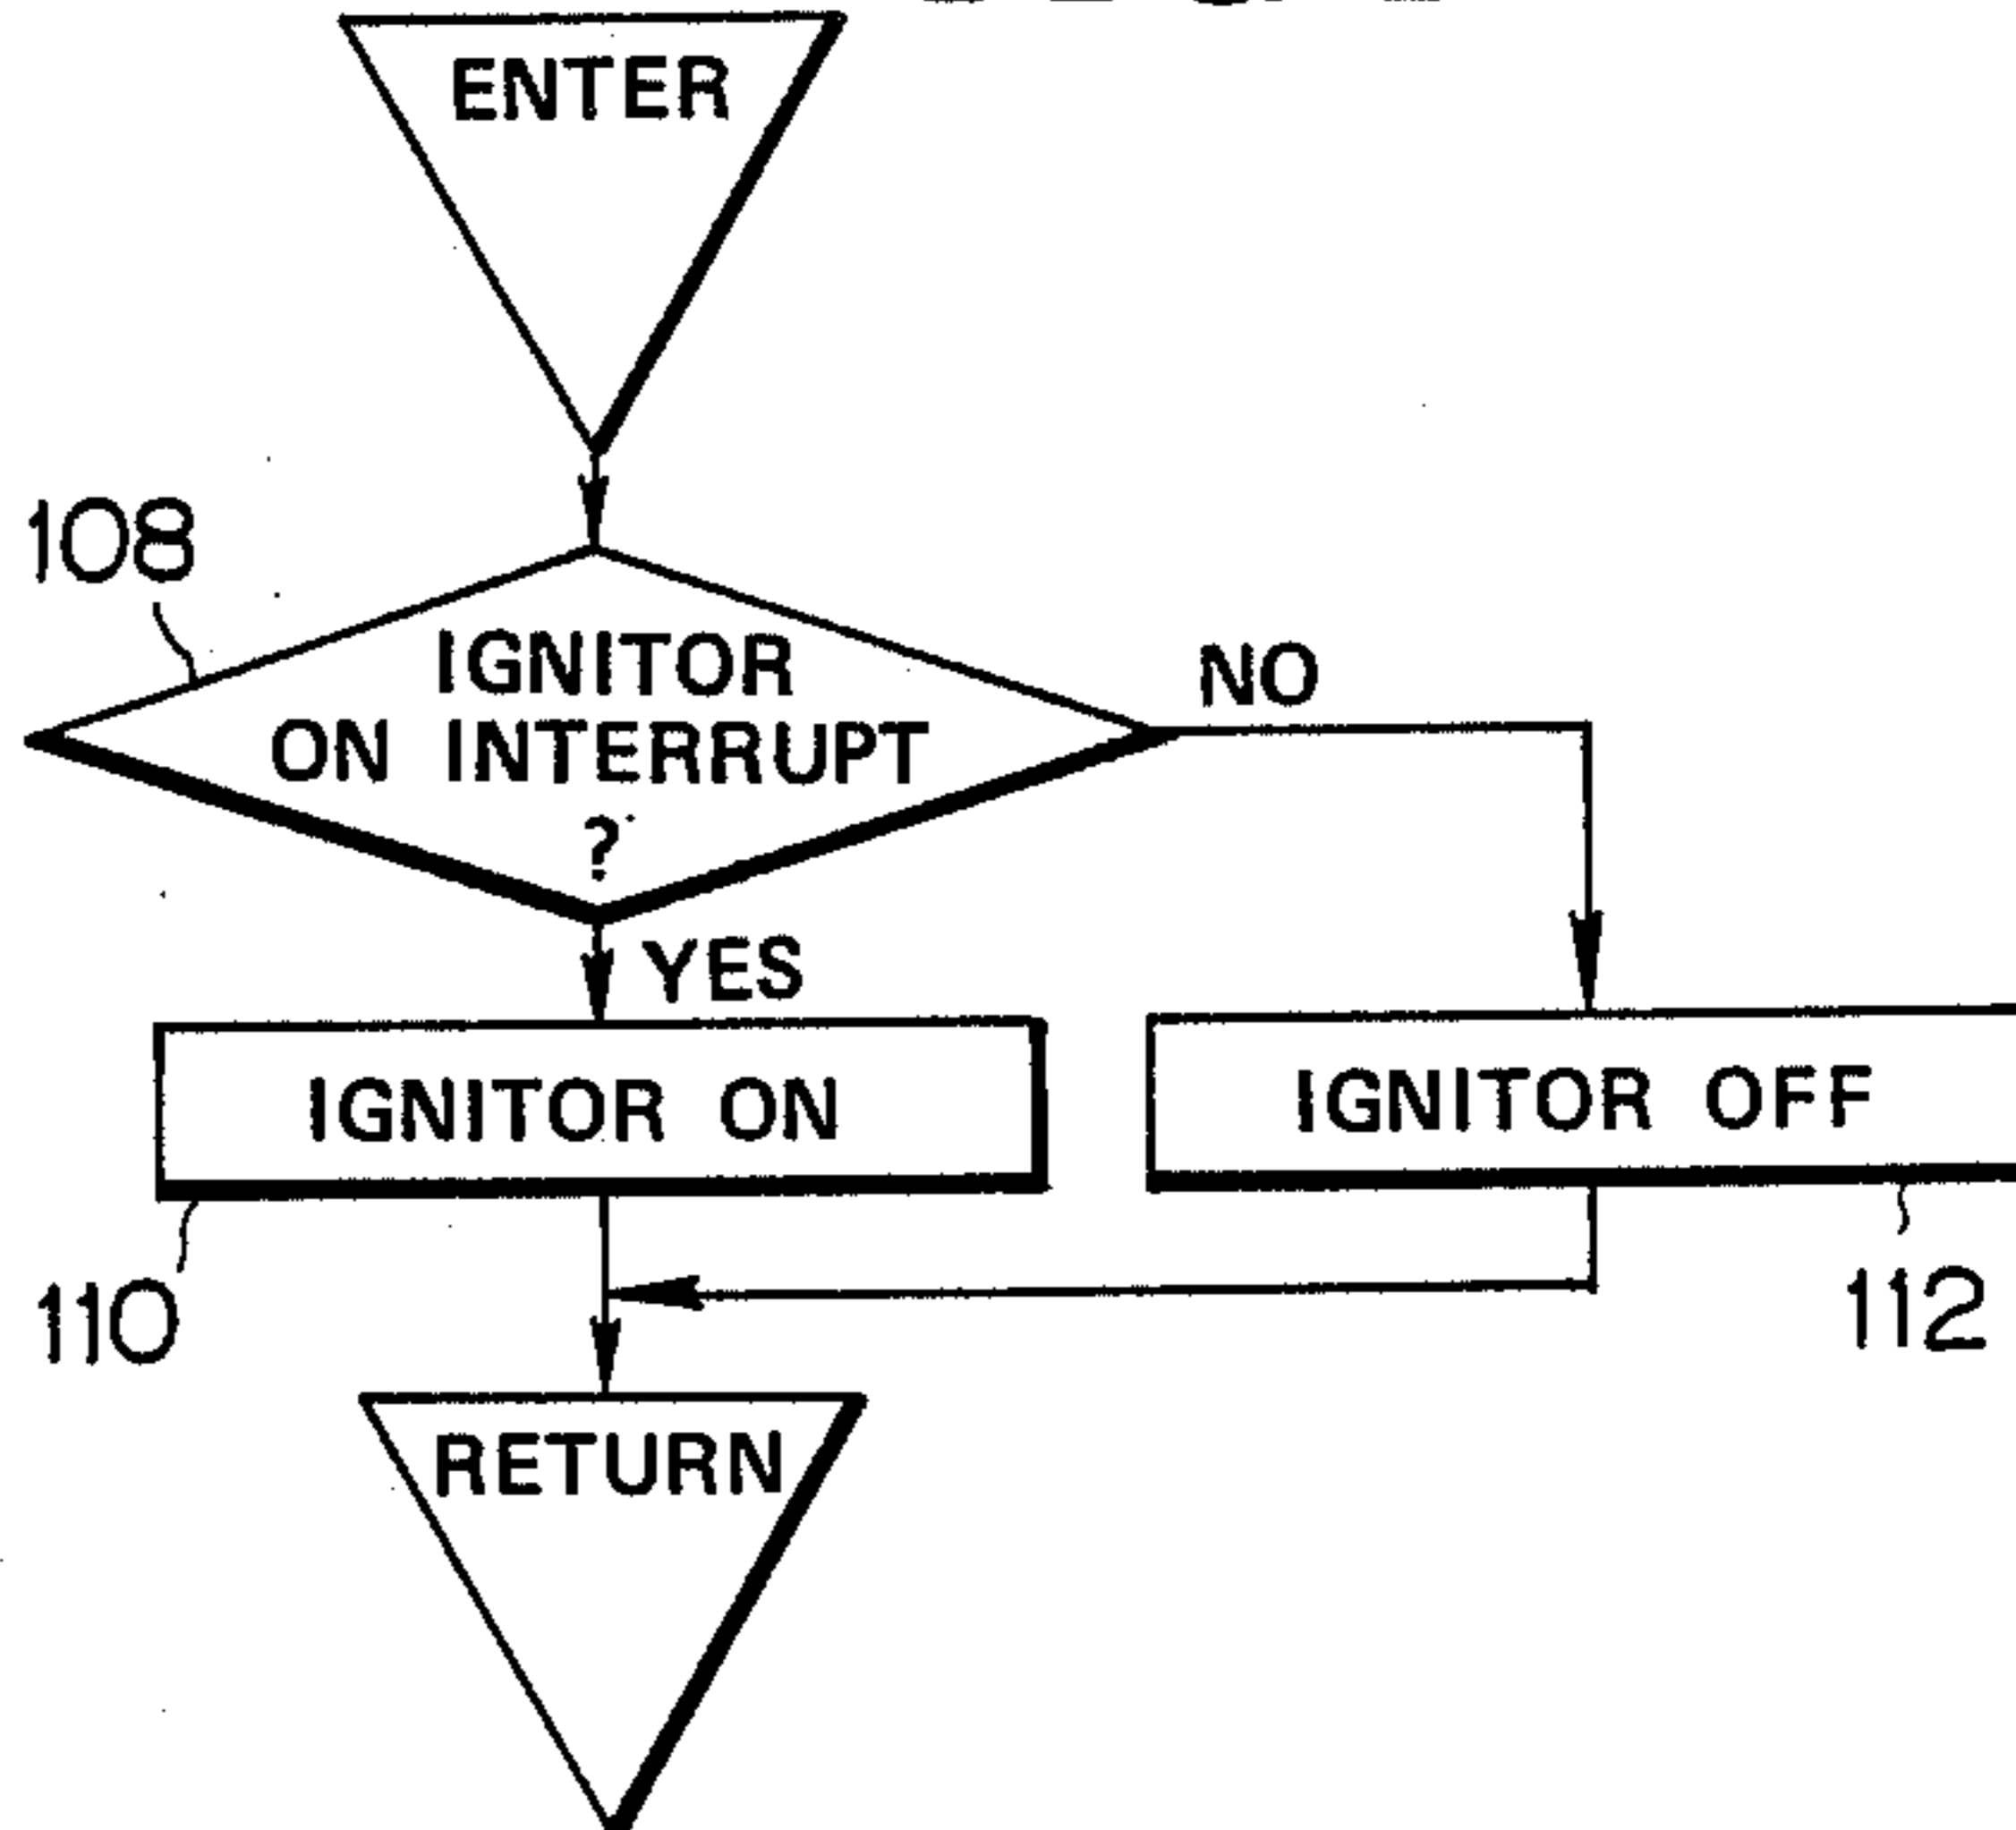 ENTER
108
IGNITOR
ON INTERRUPT
?
NO
YES
IGNITOR ON
IGNITOR OFF
110
112
RETURN